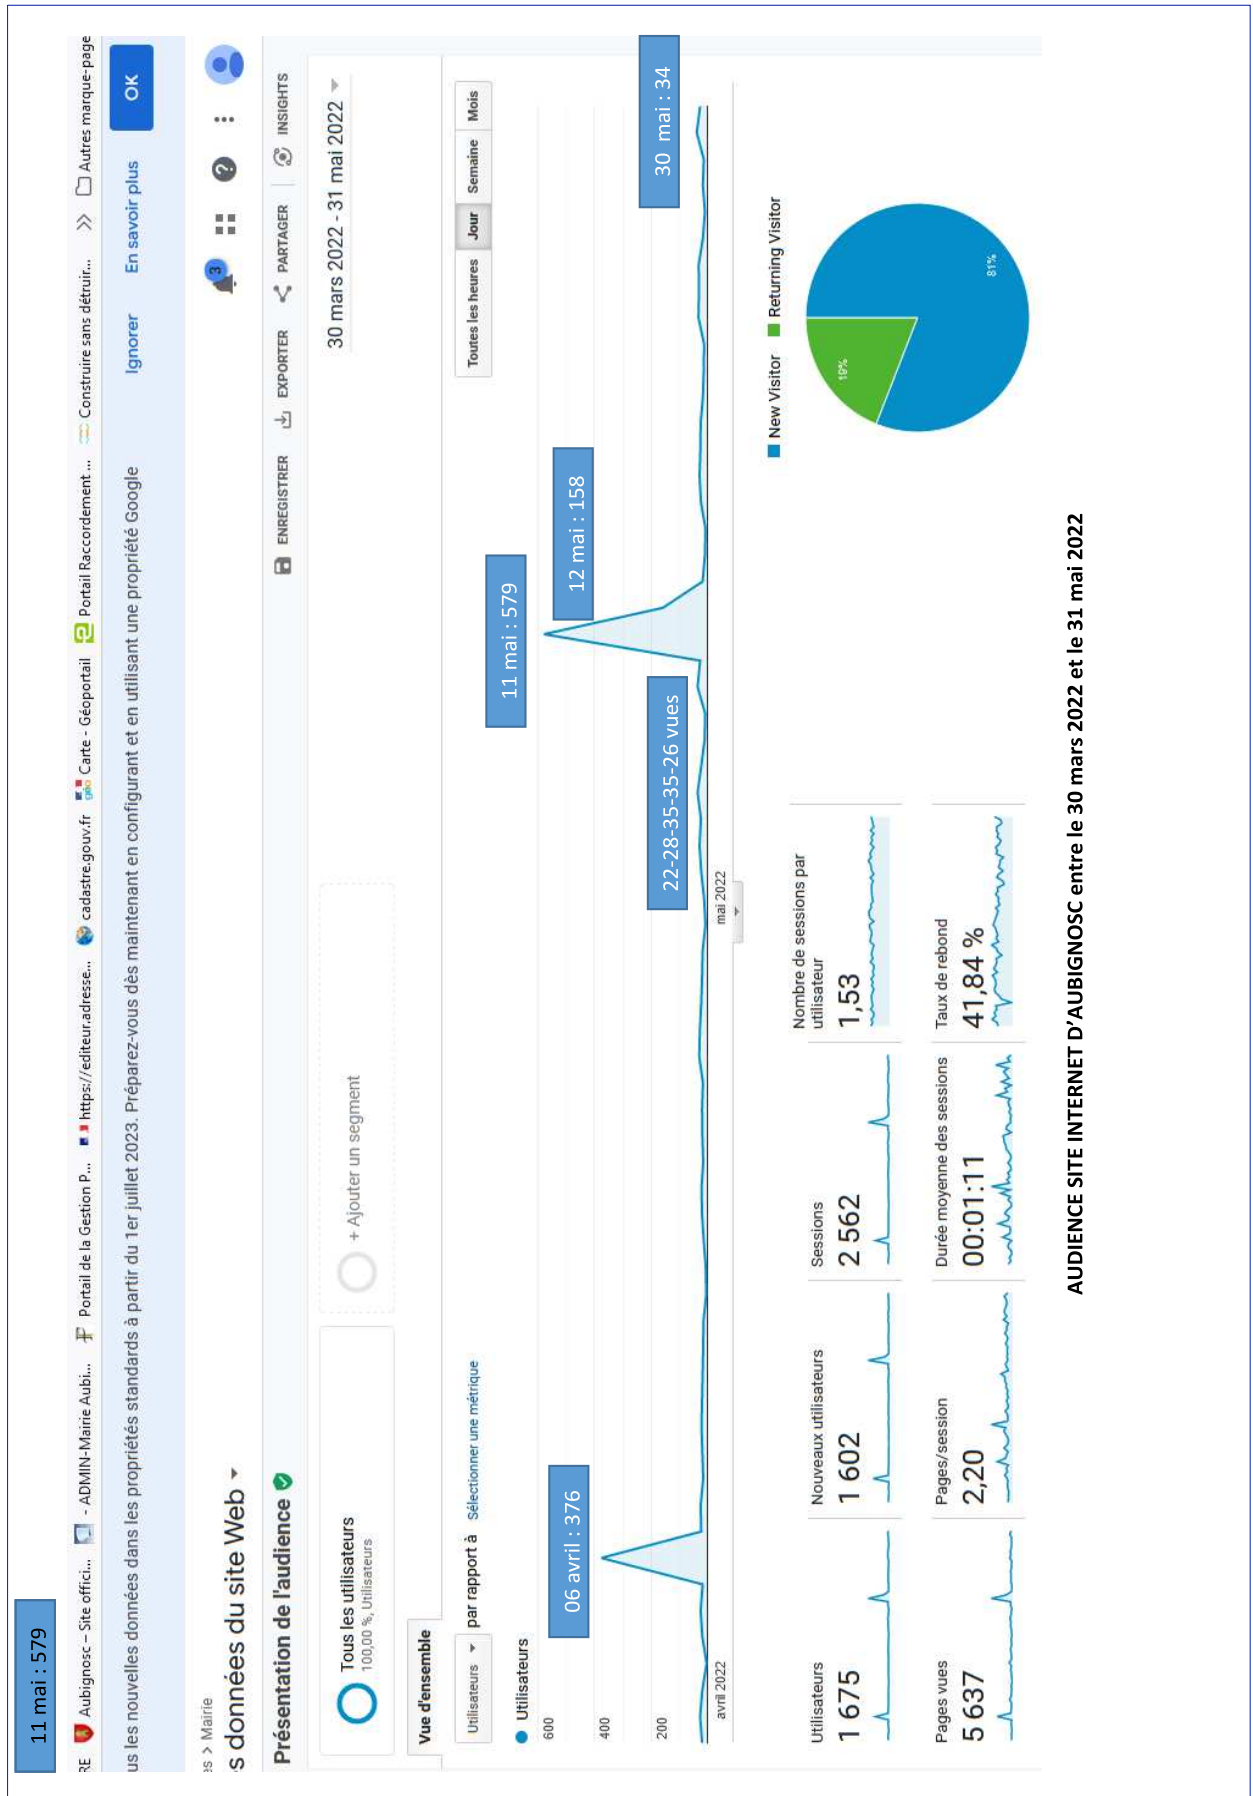 11 mai : 579
RE
Aubignosc – Site offici...
- ADMIN-Mairie Aubi...
Portail de la Gestion P...
https://editeur.adresse...
cadastre.gouv.fr
Carte - Géoportail
Portail Raccordement ...
Construire sans détruir...
Autres marque-page
us les nouvelles données dans les propriétés standards à partir du 1er juillet 2023. Préparez-vous dès maintenant en configurant et en utilisant une propriété Google
Ignorer
En savoir plus
OK
es > Mairie
s données du site Web
3
?
Présentation de l'audience
ENREGISTRER
EXPORTER
PARTAGER
INSIGHTS
Tous les utilisateurs
100,00 %, Utilisateurs
+ Ajouter un segment
30 mars 2022 - 31 mai 2022
Vue d'ensemble
Utilisateurs
par rapport à
Sélectionner une métrique
Toutes les heures
Jour
Semaine
Mois
Utilisateurs
600
400
200
06 avril : 376
22-28-35-35-26 vues
11 mai : 579
12 mai : 158
30 mai : 34
avril 2022
mai 2022
New Visitor
Returning Visitor
19%
81%
Utilisateurs
1 675
Nouveaux utilisateurs
1 602
Sessions
2 562
Nombre de sessions par
utilisateur
1,53
Pages vues
5 637
Pages/session
2,20
Durée moyenne des sessions
00:01:11
Taux de rebond
41,84 %
AUDIENCE SITE INTERNET D'AUBIGNOSC entre le 30 mars 2022 et le 31 mai 2022